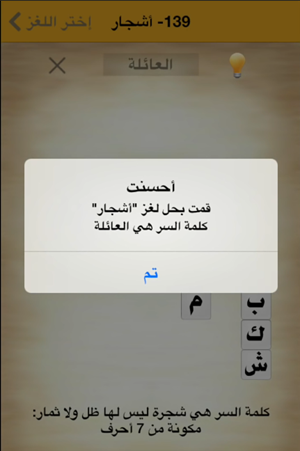 إختر اللغز
139- أشجار
العائلة
أحسنت
قمت بحل لغز "أشجار"
كلمة السر هي العائلة
تم
ب
م
ك
ش
كلمة السر هي شجرة ليس لها ظل ولا ثمار:
مكونة من 7 أحرف